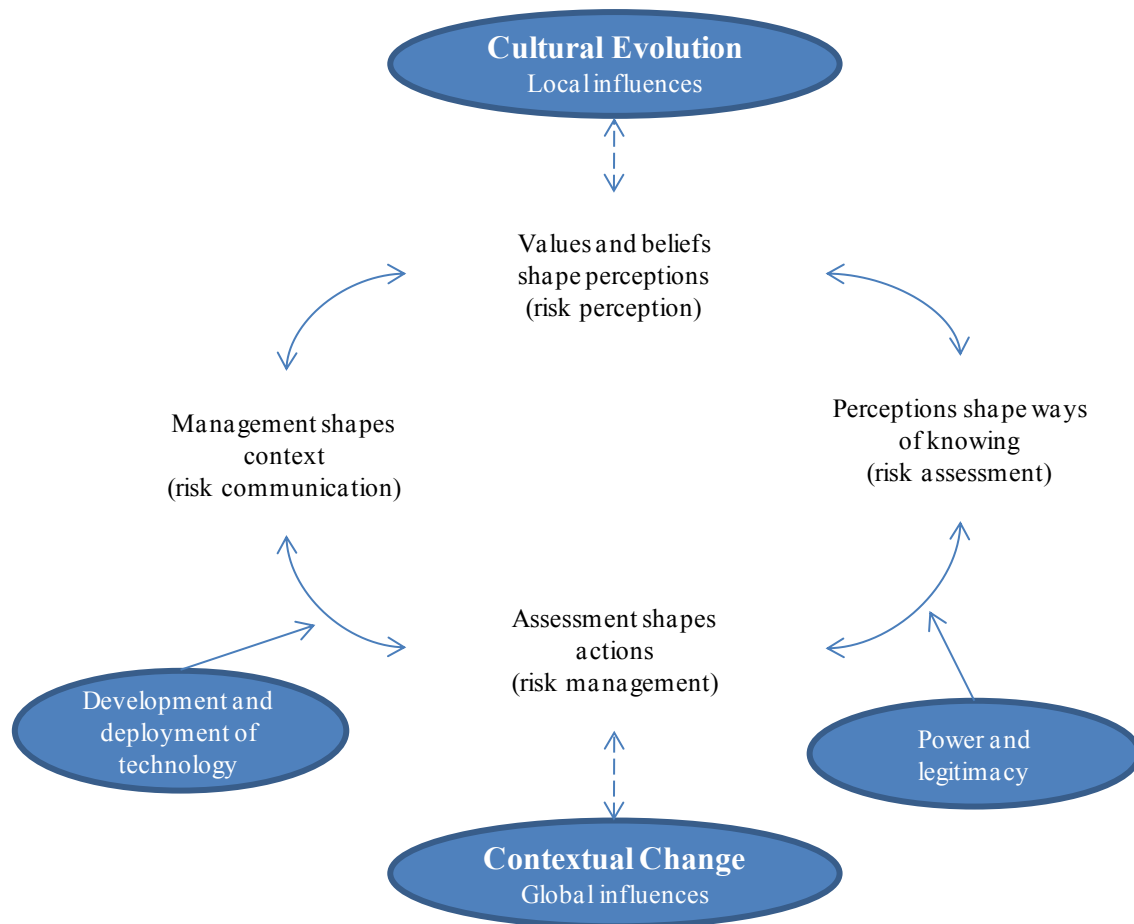 Cultural Evolution
Local influences
Values and beliefs
shape perceptions
(risk perception)
Management shapes
context
(risk communication)
Perceptions shape ways
of knowing
(risk assessment)
Assessment shapes
actions
(risk management)
Development and
deployment of
technology
Power and
legitimacy
Contextual Change
Global influences